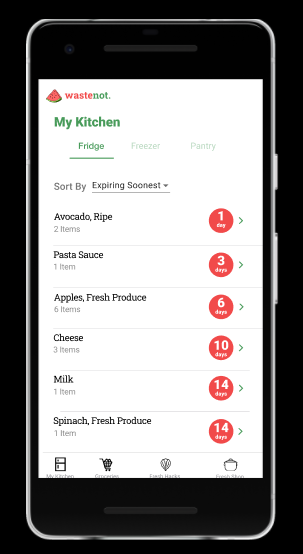 wastenot.
My Kitchen
Fridge Freezer Pantry
Sort By Expiring Soonest
Avocado, Ripe
2 Items
1
day
Pasta Sauce
1 Item
3
days
Apples, Fresh Produce
6 Items
6
days
Cheese
3 Items
10
days
Milk
1 Item
14
days
Spinach, Fresh Produce
1 Item
14
days
My Kitchen Groceries Fresh Hacks Fresh Shop